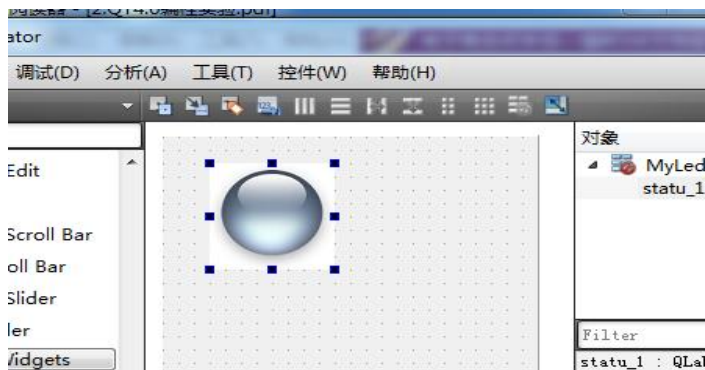 ator
调试(D) 分析(A) 工具(T) 控件(W) 帮助(H)
对象
Edit
MyLed
statu_1
Scroll Bar
oll Bar
Slider
ler
Filter
Vidgets
statu_1 : QLal